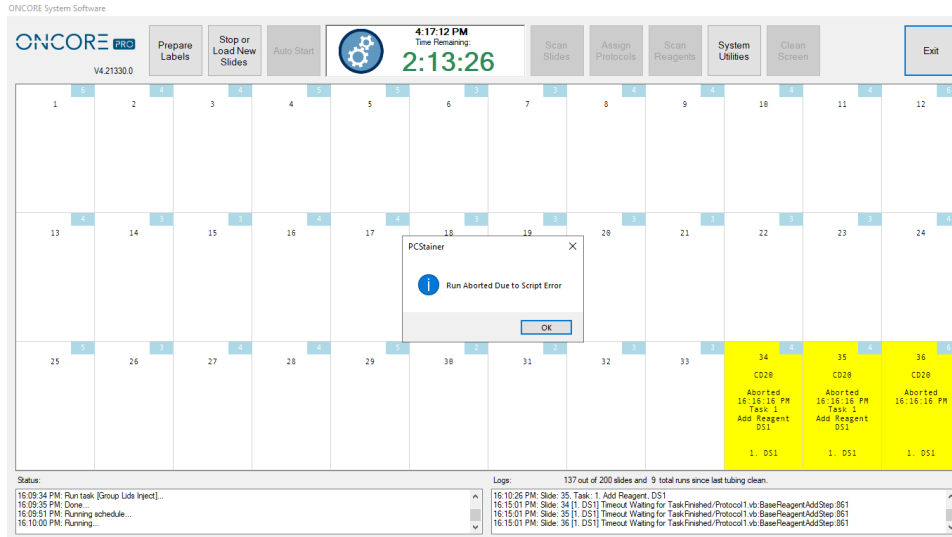 ONCORE System Software
ONCORE PRO
V4.21330.0
Prepare
Labels
Stop or
Load New
Slides
Auto Start
4:17:12 PM
Time Remaining:
2:13:26
Scan
Slides
Assign
Protocols
Scan
Reagents
System
Utilities
Clean
Screen
Exit
6 4 4 5 5 3 3 4 4 4 4 6
1 2 3 4 5 6 7 8 9 10 11 12
4 3 3 4 4 3 3 3 3 3 3 4
13 14 15 16 17 18 19 20 21 22 23 24
PCStainer
Run Aborted Due to Script Error
OK
5 3 4 4 5 2 2 3 3 4 4 6
25 26 27 28 29 30 31 32 33 34 35 36
CD20 CD20 CD20
Aborted Aborted Aborted
16:16:16 PM 16:16:16 PM 16:16:16 PM
Task 1 Task 1
Add Reagent Add Reagent
DS1 DS1
1. DS1 1. DS1 1. DS1
Status:
16:09:34 PM: Run task [Group Lids Inject]...
16:09:35 PM: Done...
16:09:51 PM: Running schedule...
16:10:00 PM: Running...
Logs: 137 out of 200 slides and 9 total runs since last tubing clean.
16:10:26 PM: Slide: 35, Task: 1. Add Reagent, DS1
16:15:01 PM: Slide: 34 [1. DS1] Timeout Waiting for TaskFinished/Protocol1.vb:BaseReagentAddStep:861
16:15:01 PM: Slide: 35 [1. DS1] Timeout Waiting for TaskFinished/Protocol1.vb:BaseReagentAddStep:861
16:15:01 PM: Slide: 36 [1. DS1] Timeout Waiting for TaskFinished/Protocol1.vb:BaseReagentAddStep:861